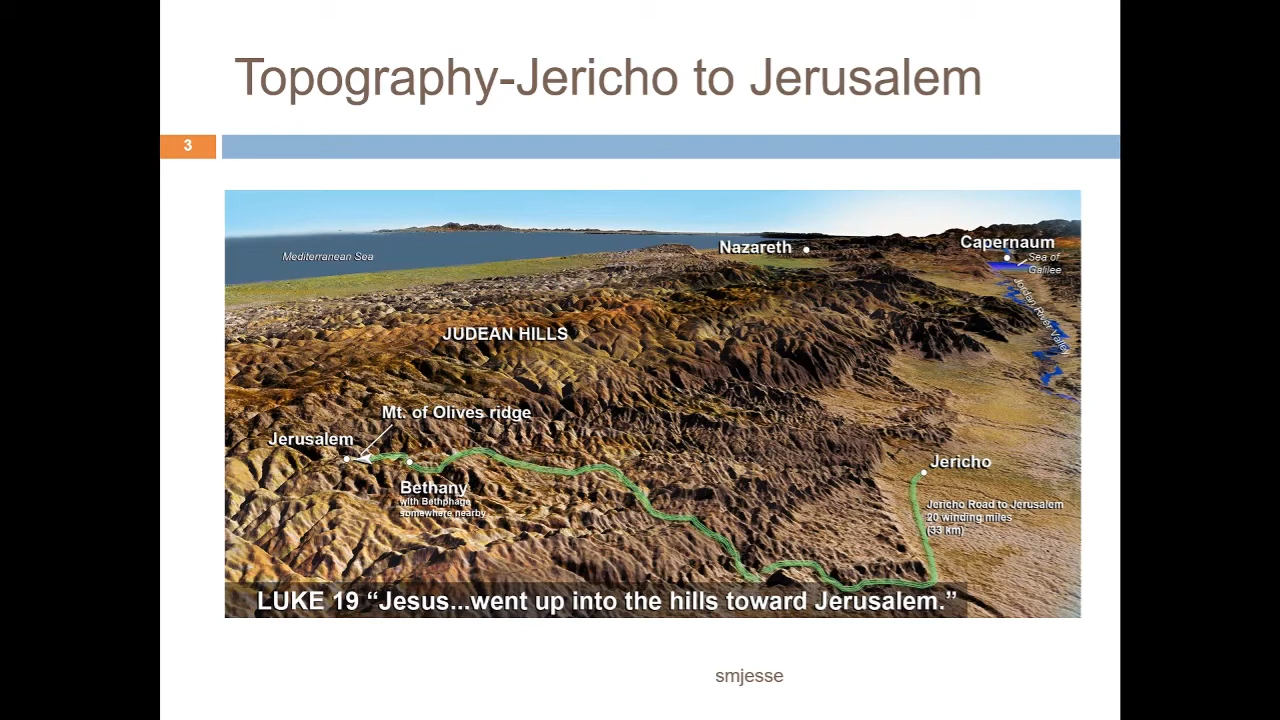 Topography-Jericho to Jerusalem
3
Mediterranean Sea
Nazareth
Capernaum
Sea of
Galilee
Jordan River Valley
JUDEAN HILLS
Mt. of Olives ridge
Jerusalem
Bethany
with Bethphage
somewhere nearby
Jericho
Jericho Road to Jerusalem
20 winding miles
(33 km)
LUKE 19 “Jesus...went up into the hills toward Jerusalem.”
smjesse